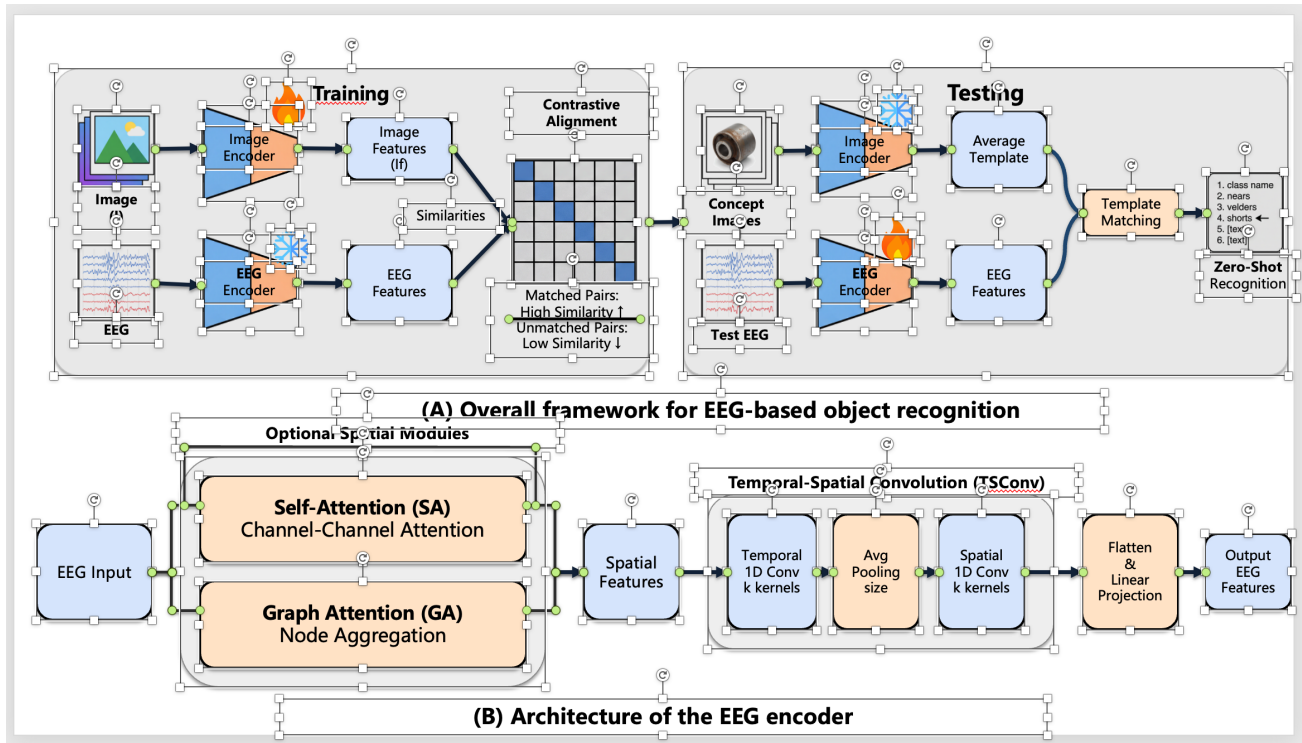 Training
Image
Encoder
Image
Features
(If)
Contrastive
Alignment
Image
Similarities
EEG
Encoder
EEG
Features
EEG
Matched Pairs:
High Similarity ↑
Unmatched Pairs:
Low Similarity ↓
Testing
Image
Encoder
Average
Template
Concept
Images
Template
Matching
1. class name
2. nears
3. velders
4. shorts ←
5. [text]
6. [text]
EEG
Encoder
EEG
Features
Zero-Shot
Recognition
Test EEG
(A) Overall framework for EEG-based object recognition
Optional Spatial Modules
EEG Input
Self-Attention (SA)
Channel-Channel Attention
Graph Attention (GA)
Node Aggregation
Spatial
Features
Temporal-Spatial Convolution (TSConv)
Temporal
1D Conv
k kernels
Avg
Pooling
size
Spatial
1D Conv
k kernels
Flatten
&
Linear
Projection
Output
EEG
Features
(B) Architecture of the EEG encoder